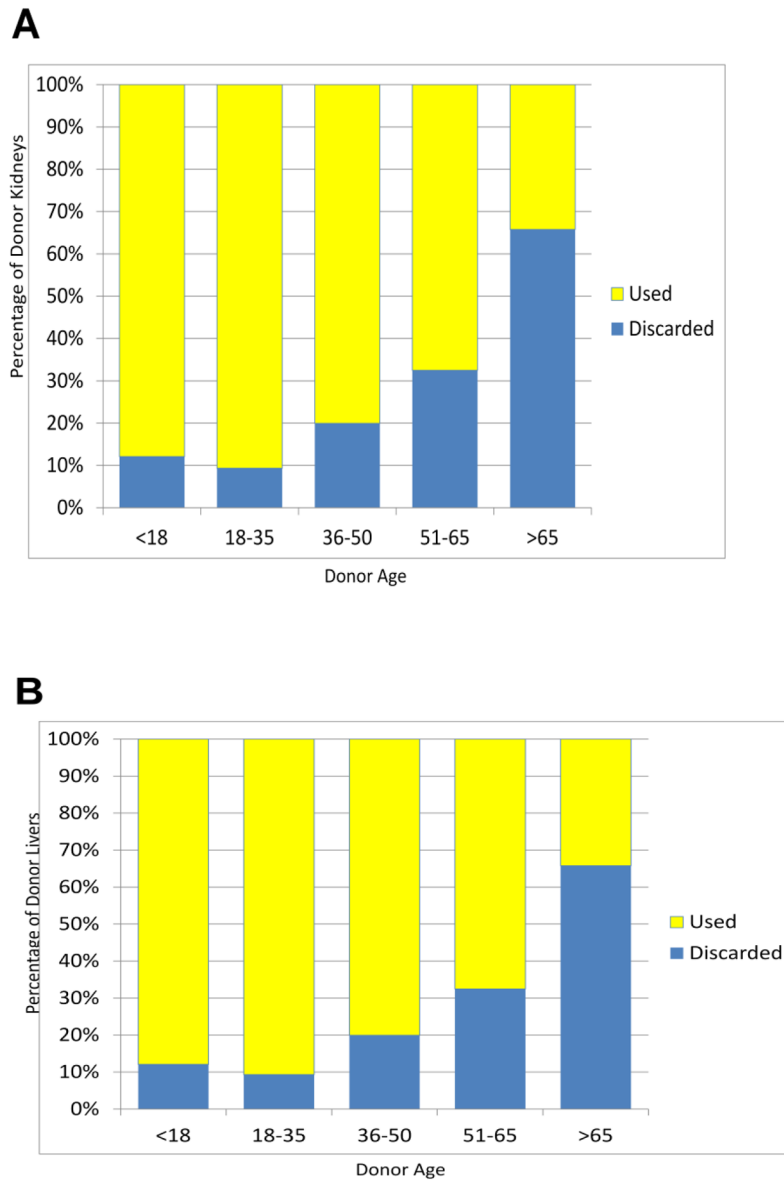 A
100%
90%
80%
70%
60%
50%
40%
30%
20%
10%
0%
Percentage of Donor Kidneys
<18 18-35 36-50 51-65 >65
Donor Age
Used
Discarded
B
100%
90%
80%
70%
60%
50%
40%
30%
20%
10%
0%
Percentage of Donor Livers
<18 18-35 36-50 51-65 >65
Donor Age
Used
Discarded